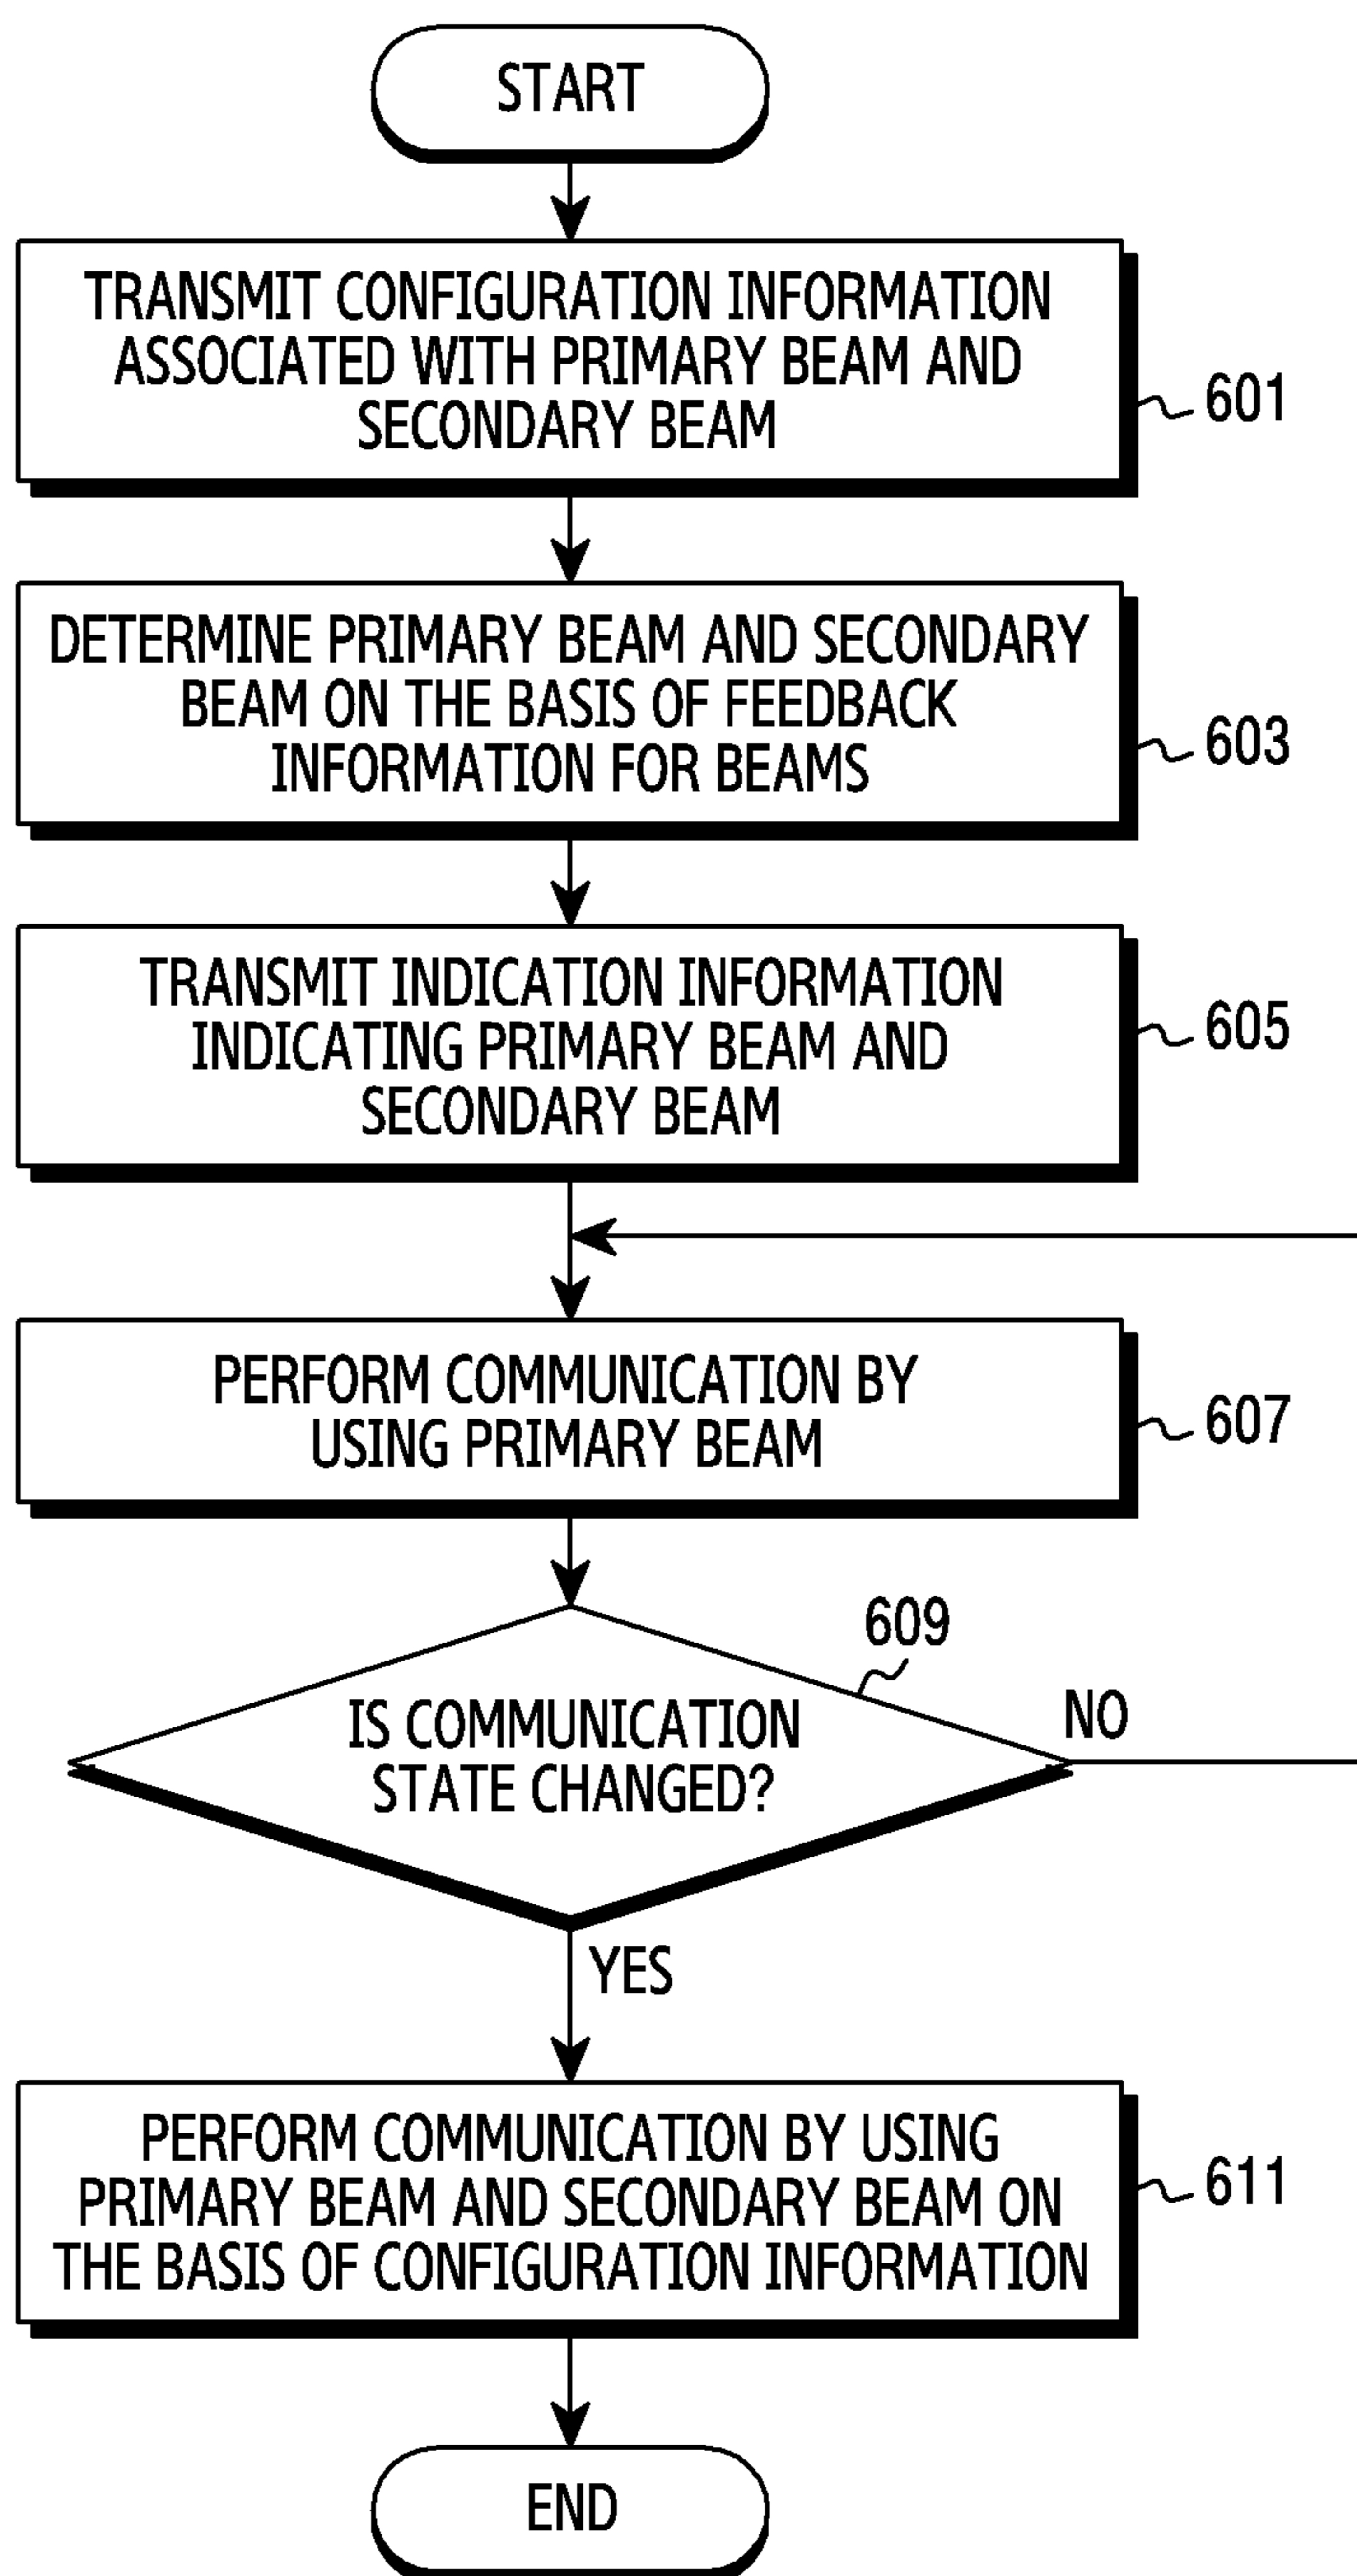 START
TRANSMIT CONFIGURATION INFORMATION
ASSOCIATED WITH PRIMARY BEAM AND
SECONDARY BEAM
601
DETERMINE PRIMARY BEAM AND SECONDARY
BEAM ON THE BASIS OF FEEDBACK
INFORMATION FOR BEAMS
603
TRANSMIT INDICATION INFORMATION
INDICATING PRIMARY BEAM AND
SECONDARY BEAM
605
PERFORM COMMUNICATION BY
USING PRIMARY BEAM
607
609
IS COMMUNICATION
STATE CHANGED?
NO
YES
PERFORM COMMUNICATION BY USING
PRIMARY BEAM AND SECONDARY BEAM ON
THE BASIS OF CONFIGURATION INFORMATION
611
END